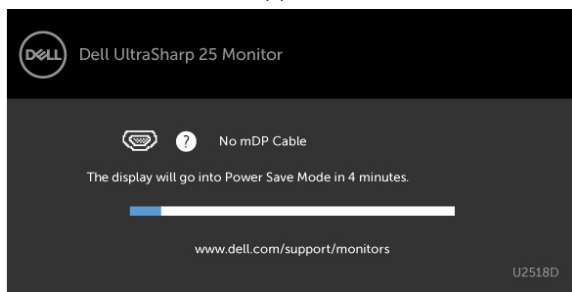 DELL
Dell UltraSharp 25 Monitor
? No mDP Cable
The display will go into Power Save Mode in 4 minutes.
www.dell.com/support/monitors
U2518D